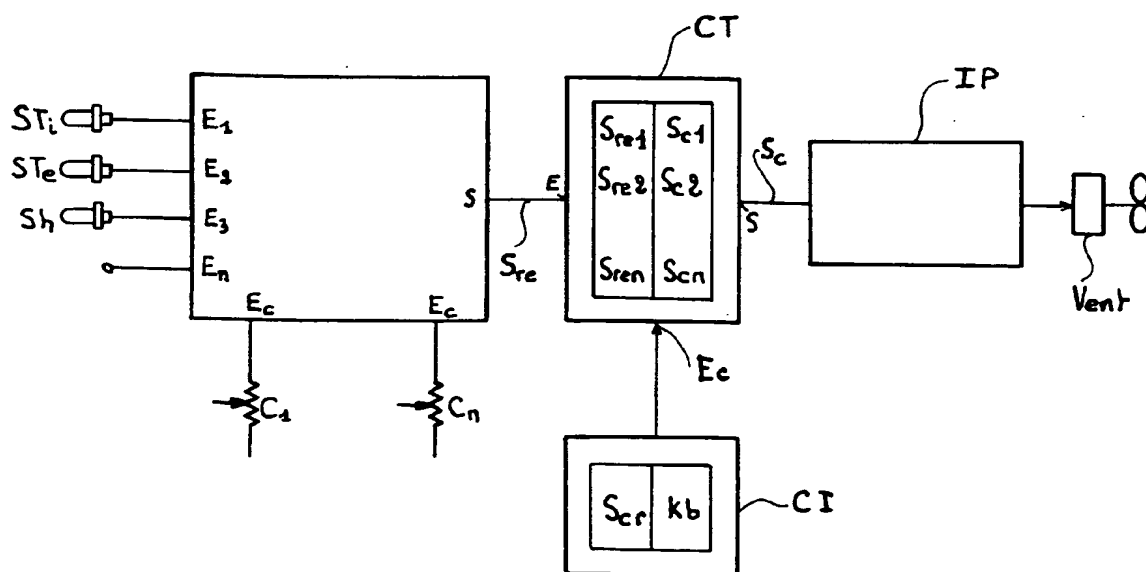 CT
IP
STi
E1
STe
E2
Sh
E3
En
Ec
Ec
S
Sre
E
Sre1 Sc1
Sre2 Sc2
Sren Scn
S
Sc
Vent
C1
Cn
Ec
Scr kb
CI